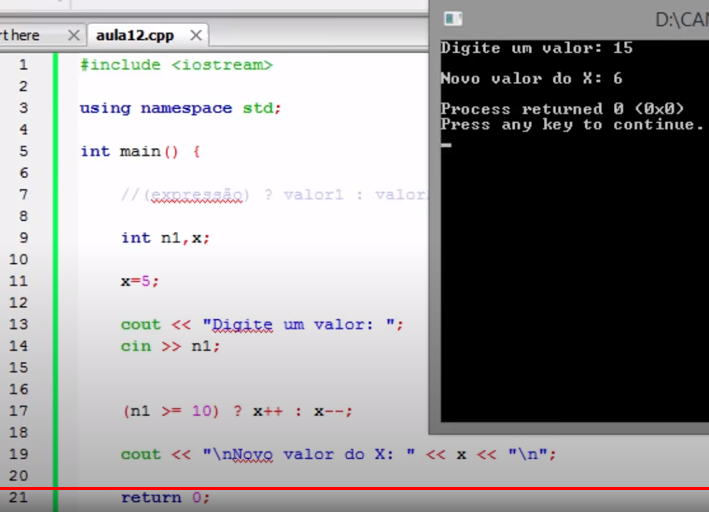 rt here
aula12.cpp
1 #include <iostream>
2
3 using namespace std;
4
5 int main() {
6
7 //(expressão) ? valor1 : valor
8
9 int n1,x;
10
11 x=5;
12
13 cout << "Digite um valor: ";
14 cin >> n1;
15
16
17 (n1 >= 10) ? x++ : x--;
18
19 cout << "\nNovo valor do X: " << x << "\n";
20
21 return 0;
D:\CAM
Digite um valor: 15
Novo valor do X: 6
Process returned 0 (0x0)
Press any key to continue.